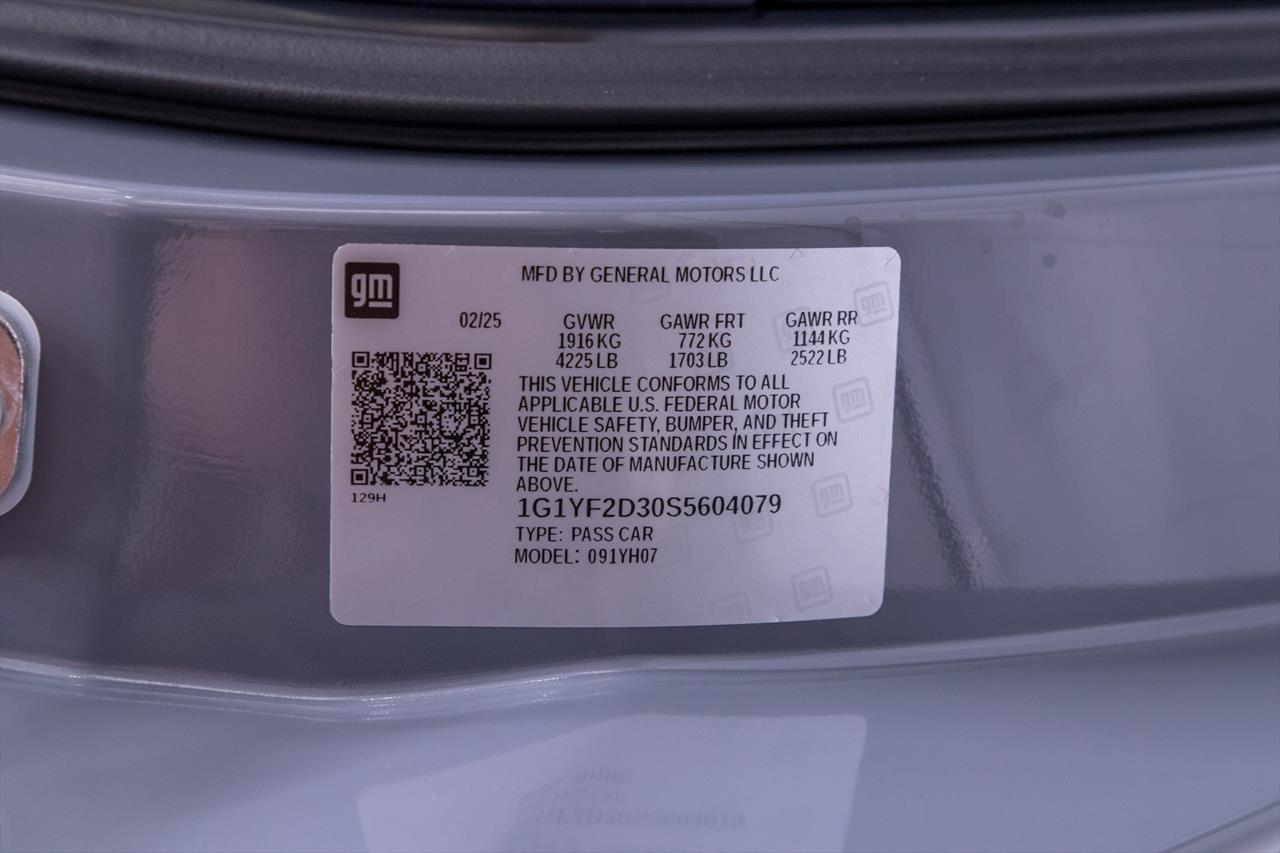 gm
MFD BY GENERAL MOTORS LLC
02/25 GVWR GAWR FRT GAWR RR
1916 KG 772 KG 1144 KG
4225 LB 1703 LB 2522 LB
THIS VEHICLE CONFORMS TO ALL
APPLICABLE U.S. FEDERAL MOTOR
VEHICLE SAFETY, BUMPER, AND THEFT
PREVENTION STANDARDS IN EFFECT ON
THE DATE OF MANUFACTURE SHOWN
ABOVE.
129H
1G1YF2D30S5604079
TYPE: PASS CAR
MODEL: 091YH07